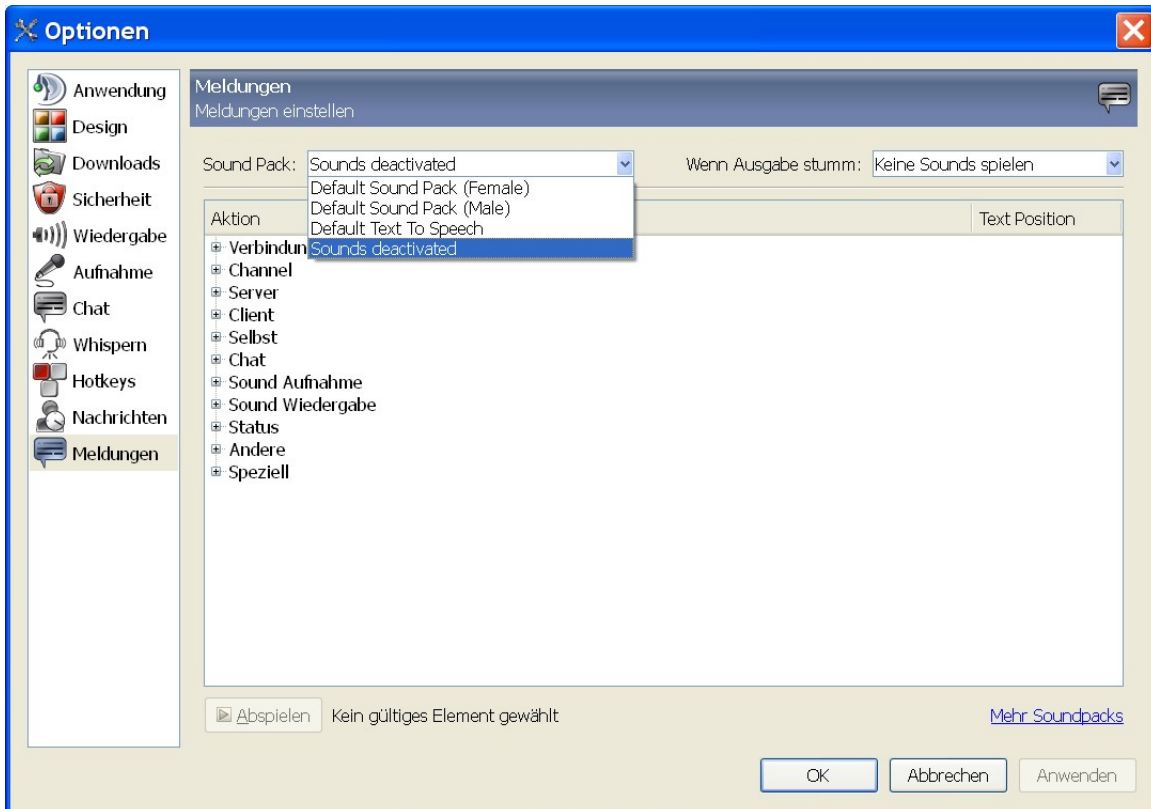 Optionen
Anwendung
Design
Downloads
Sicherheit
Wiedergabe
Aufnahme
Chat
Whispern
Hotkeys
Nachrichten
Meldungen
Meldungen
Meldungen einstellen
Sound Pack: Sounds deactivated
Wenn Ausgabe stumm: Keine Sounds spielen
Default Sound Pack (Female)
Default Sound Pack (Male)
Default Text To Speech
Sounds deactivated
Aktion
Text Position
Verbindun
Channel
Server
Client
Selbst
Chat
Sound Aufnahme
Sound Wiedergabe
Status
Andere
Speziell
Abspielen
Kein gültiges Element gewählt
Mehr Soundpacks
OK
Abbrechen
Anwenden